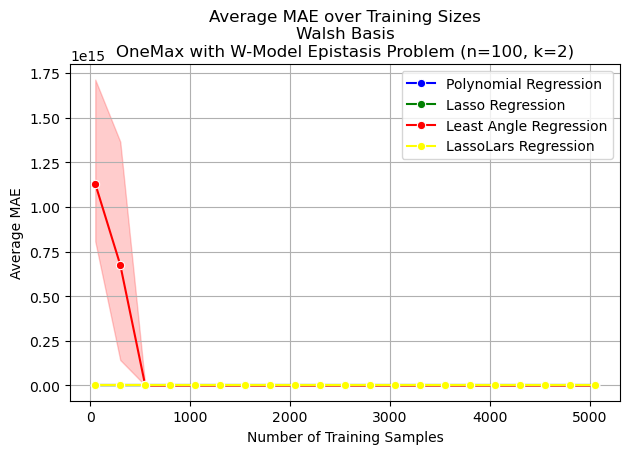 Average MAE over Training Sizes
Walsh Basis
OneMax with W-Model Epistasis Problem (n=100, k=2)
1e15
Polynomial Regression
Lasso Regression
Least Angle Regression
LassoLars Regression
Average MAE
1.75
1.50
1.25
1.00
0.75
0.50
0.25
0.00
0
1000
2000
3000
4000
5000
Number of Training Samples